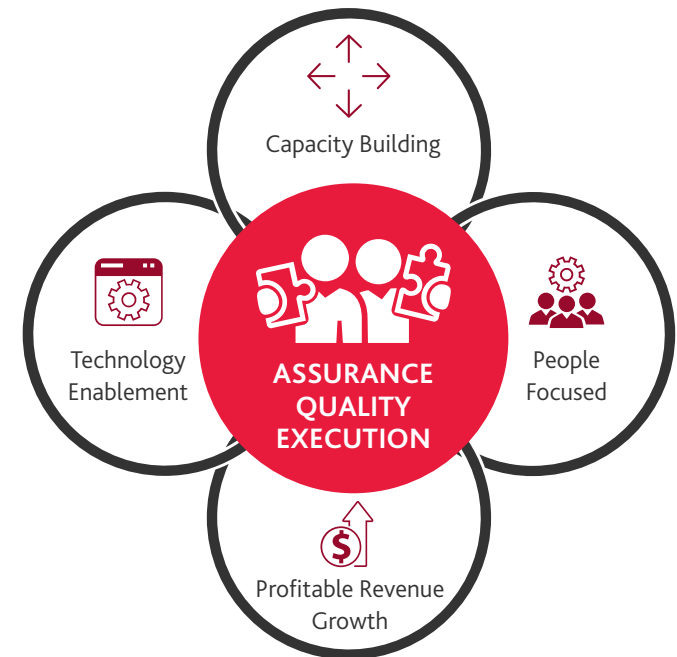 Capacity Building
Technology
Enablement
ASSURANCE
QUALITY
EXECUTION
People
Focused
$
Profitable Revenue
Growth